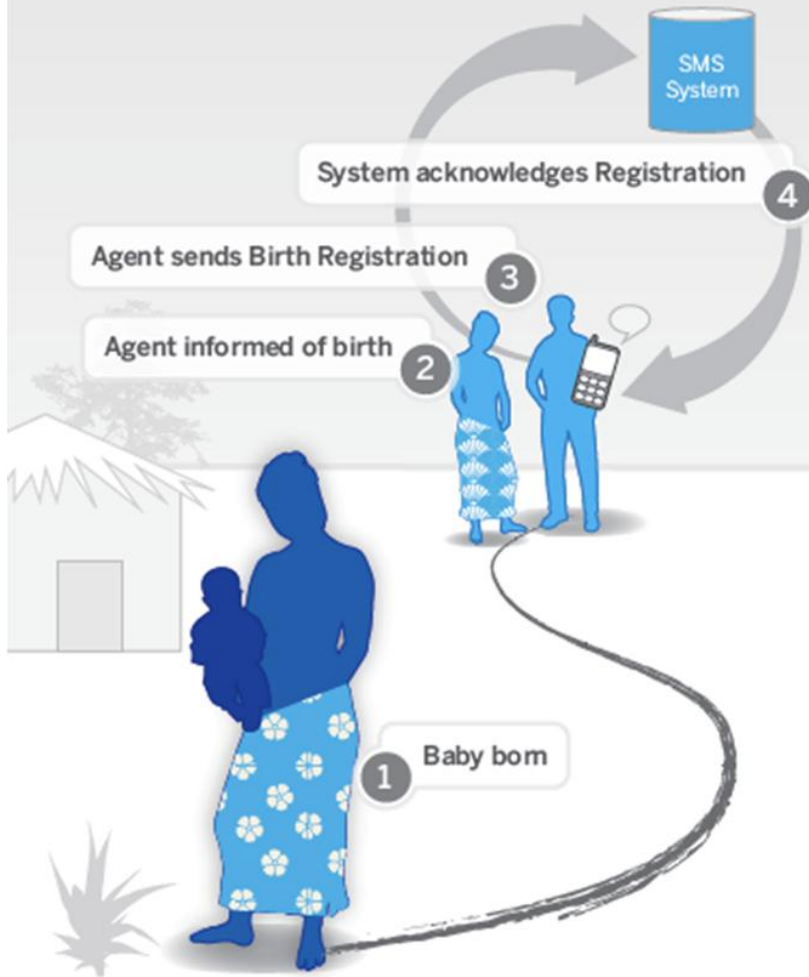 SMS
System
System acknowledges Registration
4
Agent sends Birth Registration
3
Agent informed of birth
2
1
Baby born